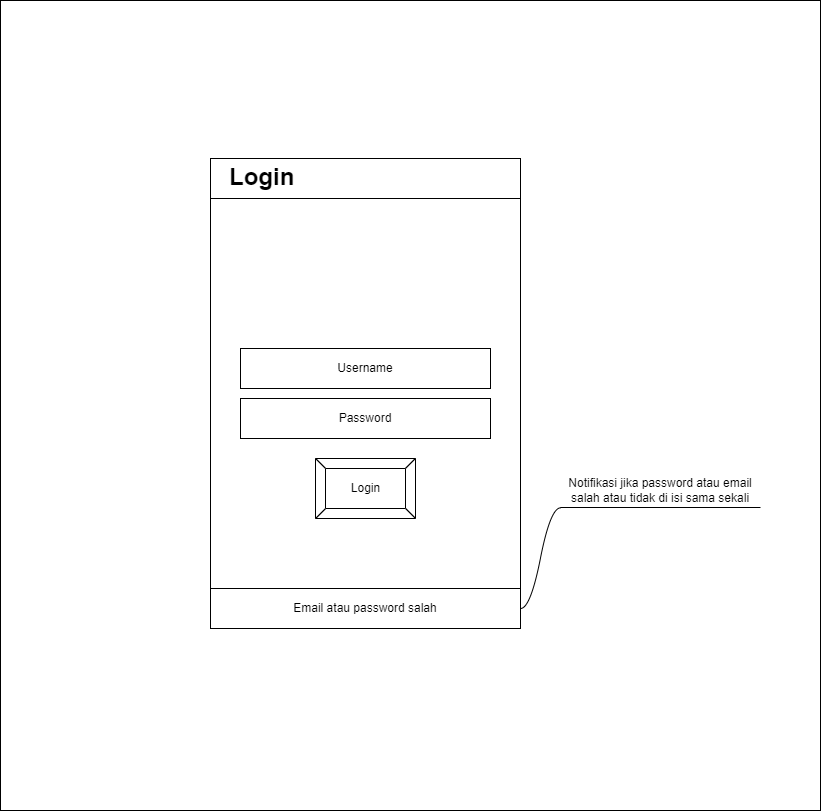 Login
Username
Password
Login
Notifikasi jika password atau email
salah atau tidak di isi sama sekali
Email atau password salah